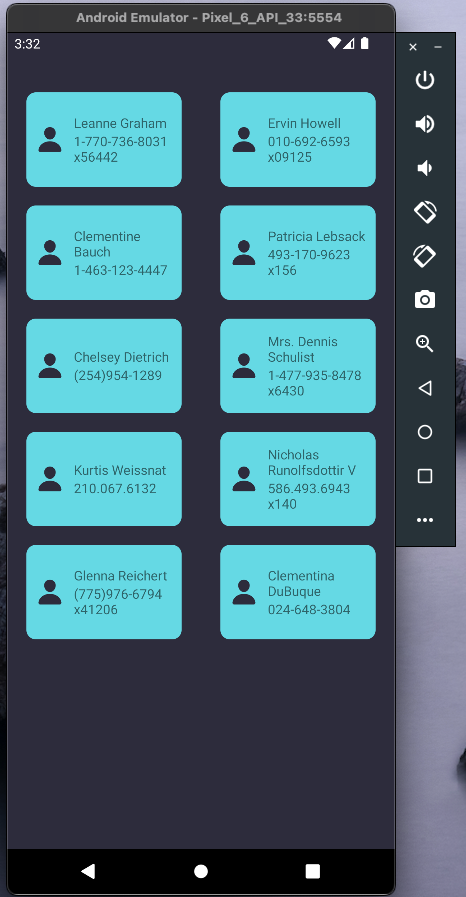 Android Emulator - Pixel_6_API_33:5554
3:32
Leanne Graham
1-770-736-8031
x56442
Ervin Howell
010-692-6593
x09125
Clementine
Bauch
1-463-123-4447
Patricia Lebsack
493-170-9623
x156
Chelsey Dietrich
(254)954-1289
Mrs. Dennis
Schulist
1-477-935-8478
x6430
Kurtis Weissnat
210.067.6132
Nicholas
Runolfsdottir V
586.493.6943
x140
Glenna Reichert
(775)976-6794
x41206
Clementina
DuBuque
024-648-3804